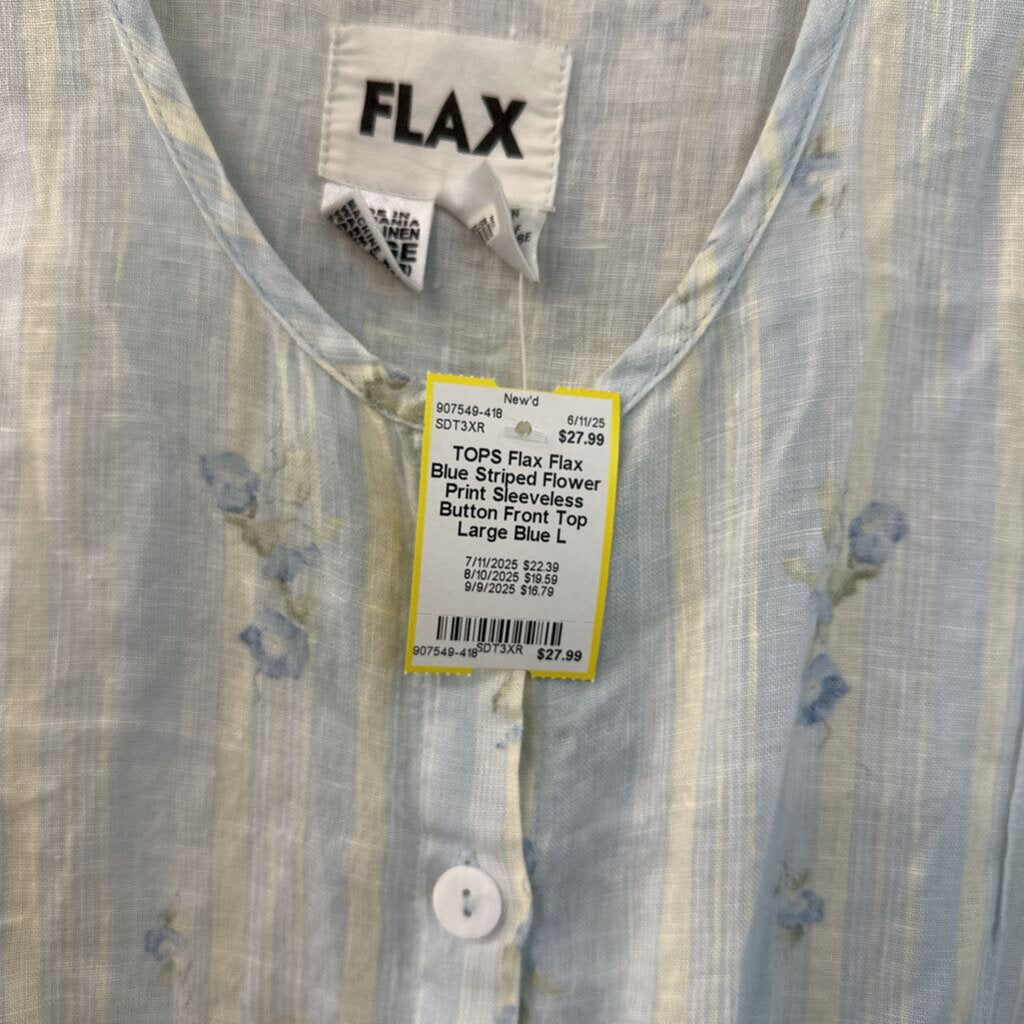 FLAX
INEN
New'd
907549-418
6/11/25
SDT3XR
$27.99
TOPS Flax Flax
Blue Striped Flower
Print Sleeveless
Button Front Top
Large Blue L
7/11/2025 $22.39
8/10/2025 $19.59
9/9/2025 $16.79
907549-418 SDT3XR $27.99